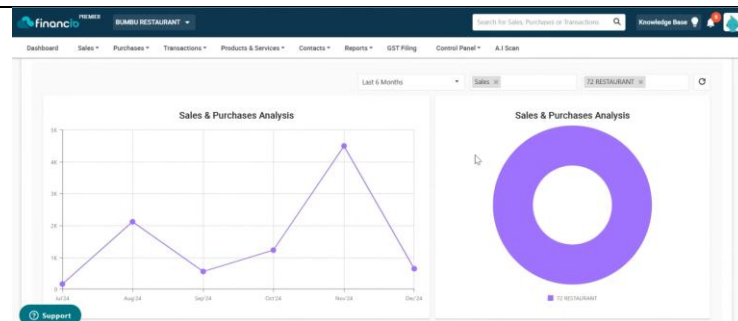 financio PREMIER
BUMBU RESTAURANT
Search for Sales, Purchases or Transactions
Knowledge Base
Dashboard Sales Purchases Transactions Products & Services Contacts Reports GST Filing Control Panel A.I Scan
Last 6 Months Sales × 72 RESTAURANT ×
Sales & Purchases Analysis
5K
4K
3K
2K
1K
0
Jul'24 Aug'24 Sep'24 Oct'24 Nov'24 Dec'24
Sales & Purchases Analysis
72 RESTAURANT
Support